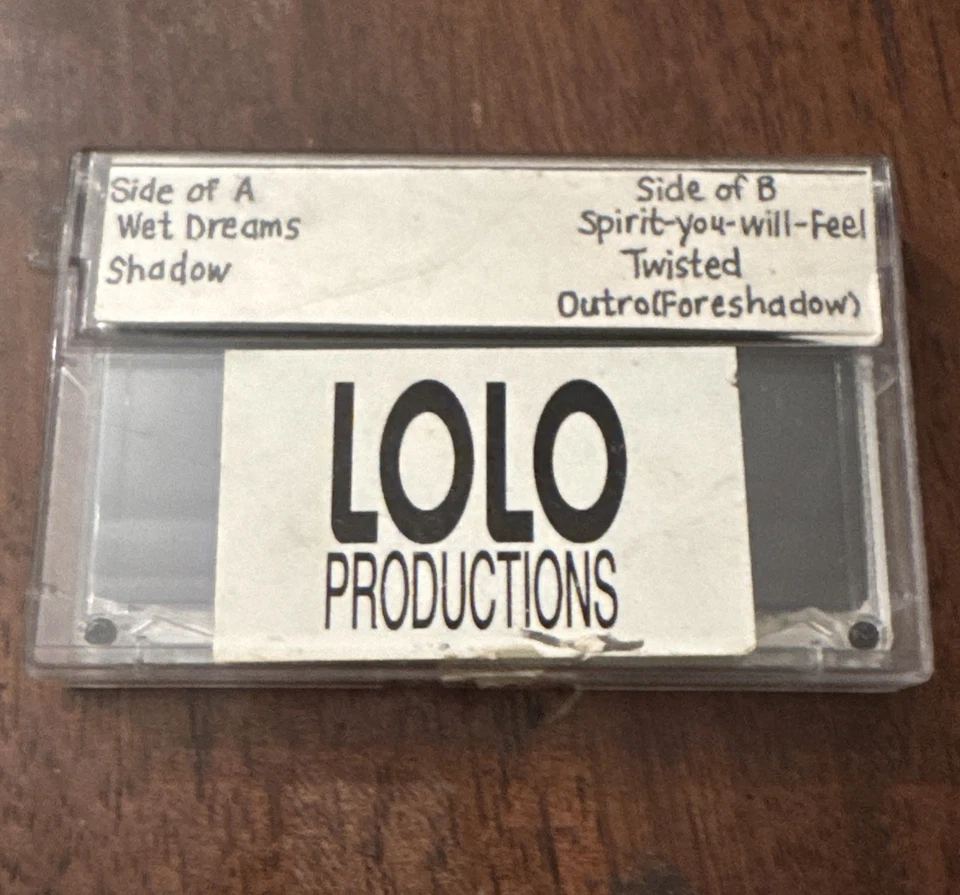 Side of A
Wet Dreams
Shadow
Side of B
Spirit-you-will-Feel
Twisted
Outro(Foreshadow)
LOLO
PRODUCTIONS